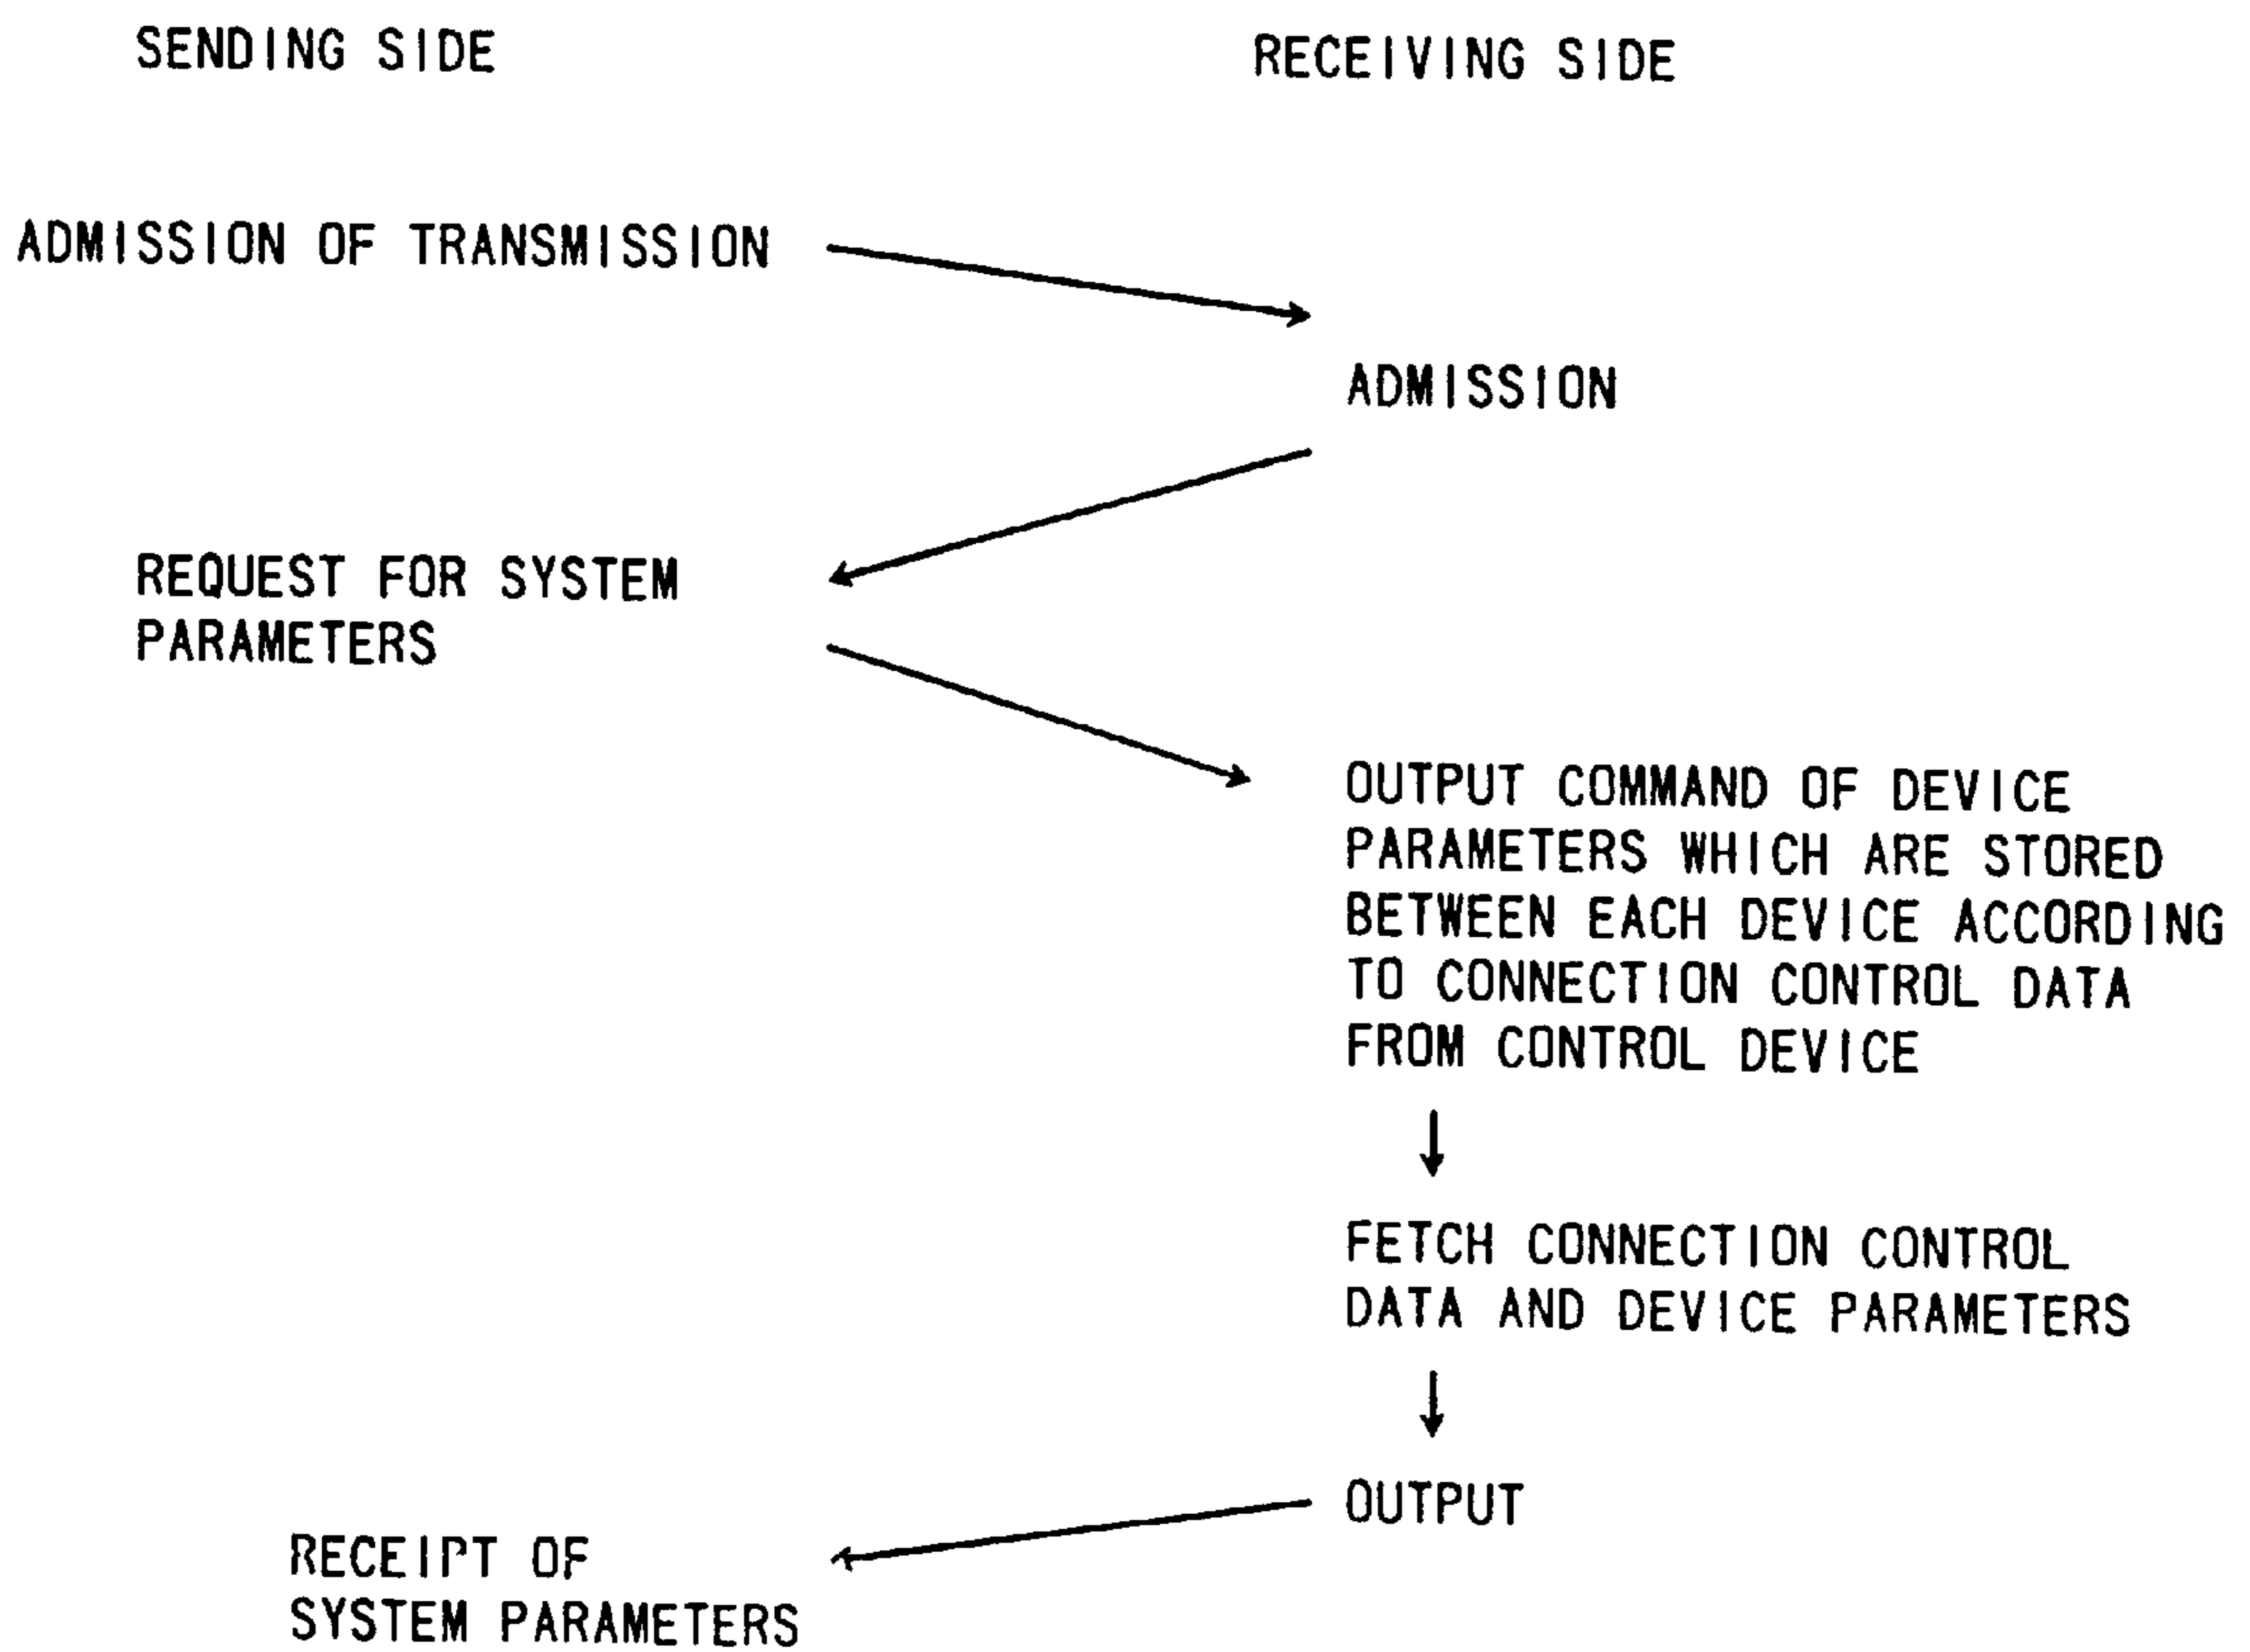 SENDING SIDE
RECEIVING SIDE
ADMISSION OF TRANSMISSION
ADMISSION
REQUEST FOR SYSTEM
PARAMETERS
OUTPUT COMMAND OF DEVICE
PARAMETERS WHICH ARE STORED
BETWEEN EACH DEVICE ACCORDING
TO CONNECTION CONTROL DATA
FROM CONTROL DEVICE
FETCH CONNECTION CONTROL
DATA AND DEVICE PARAMETERS
OUTPUT
RECEIPT OF
SYSTEM PARAMETERS